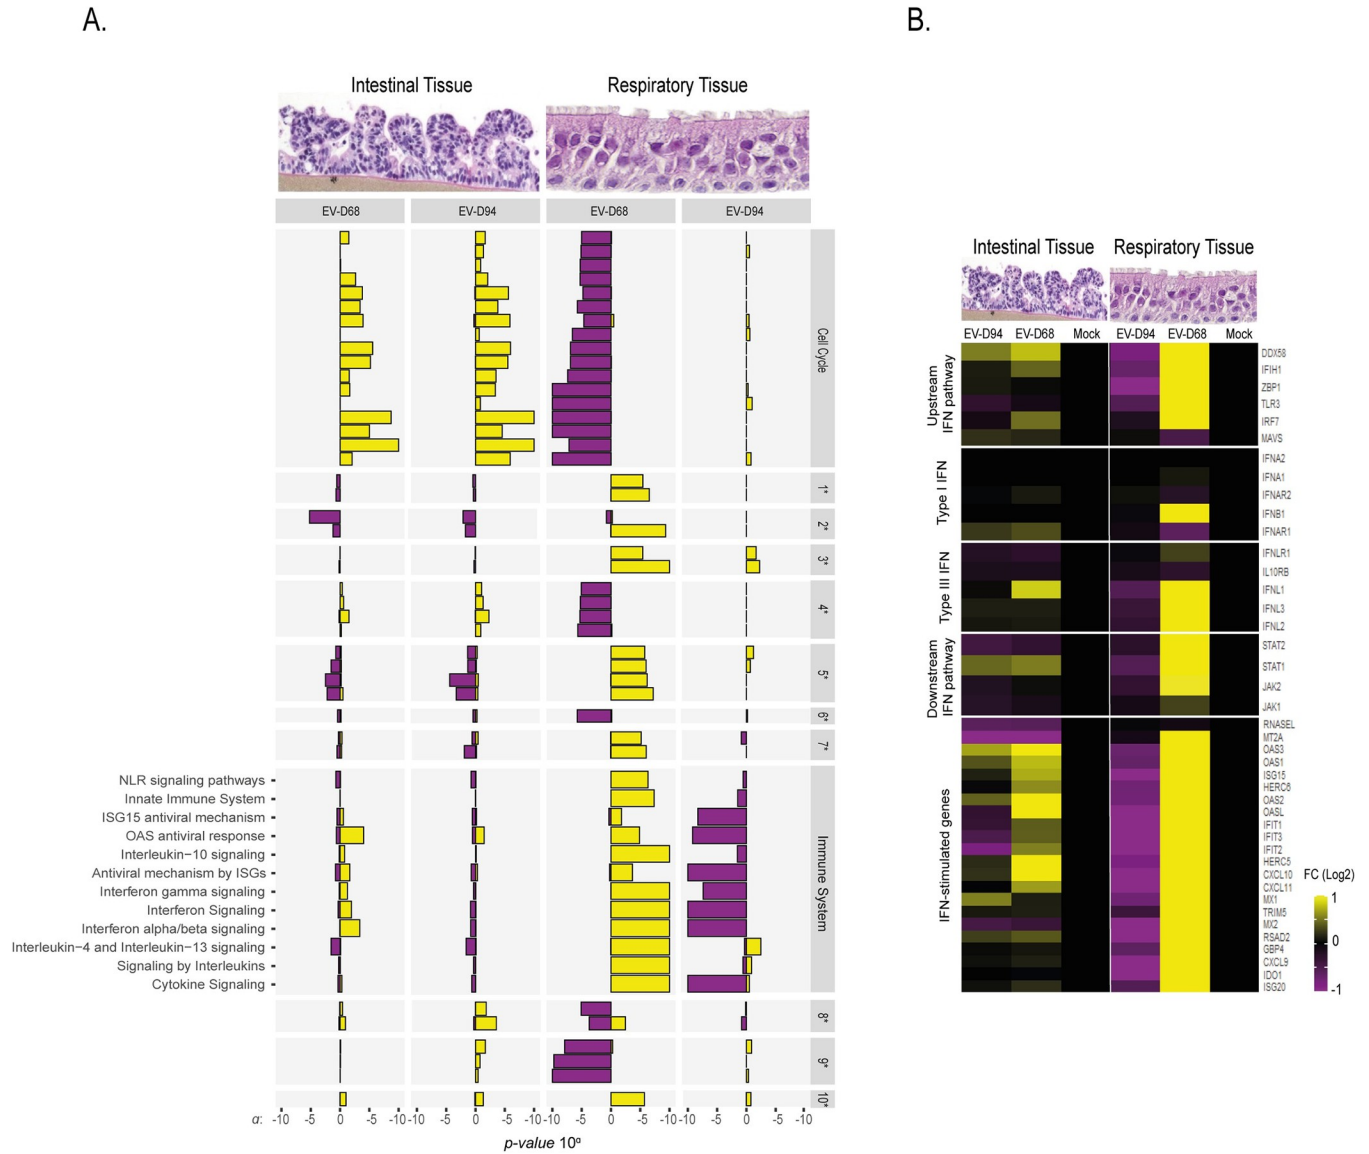 A.
Intestinal Tissue
Respiratory Tissue
EV-D68
EV-D94
EV-D68
EV-D94
Cell Cycle
1*
2*
3*
4*
5*
6*
7*
Immune System
8*
9*
10*
NLR signaling pathways
Innate Immune System
ISG15 antiviral mechanism
OAS antiviral response
Interleukin−10 signaling
Antiviral mechanism by ISGs
Interferon gamma signaling
Interferon Signaling
Interferon alpha/beta signaling
Interleukin−4 and Interleukin−13 signaling
Signaling by Interleukins
Cytokine Signaling
α: -10 -5 0 -5 -10 -10 -5 0 -5 -10 -10 -5 0 -5 -10 -10 -5 0 -5 -10
p-value 10α
B.
Intestinal Tissue
Respiratory Tissue
EV-D94 EV-D68 Mock EV-D94 EV-D68 Mock
Upstream
IFN pathway
DDX58
IFIH1
ZBP1
TLR3
IRF7
MAVS
Type I IFN
IFNA2
IFNA1
IFNAR2
IFNB1
IFNAR1
Type III IFN
IFNLR1
IL10RB
IFNL1
IFNL3
IFNL2
Downstream
IFN pathway
STAT2
STAT1
JAK2
JAK1
IFN-stimulated genes
RNASEL
MT2A
OAS3
OAS1
ISG15
HERC6
OAS2
OASL
IFIT1
IFIT3
IFIT2
HERC5
CXCL10
CXCL11
MX1
TRIM5
MX2
RSAD2
GBP4
CXCL9
IDO1
ISG20
FC (Log2)
1
0
-1